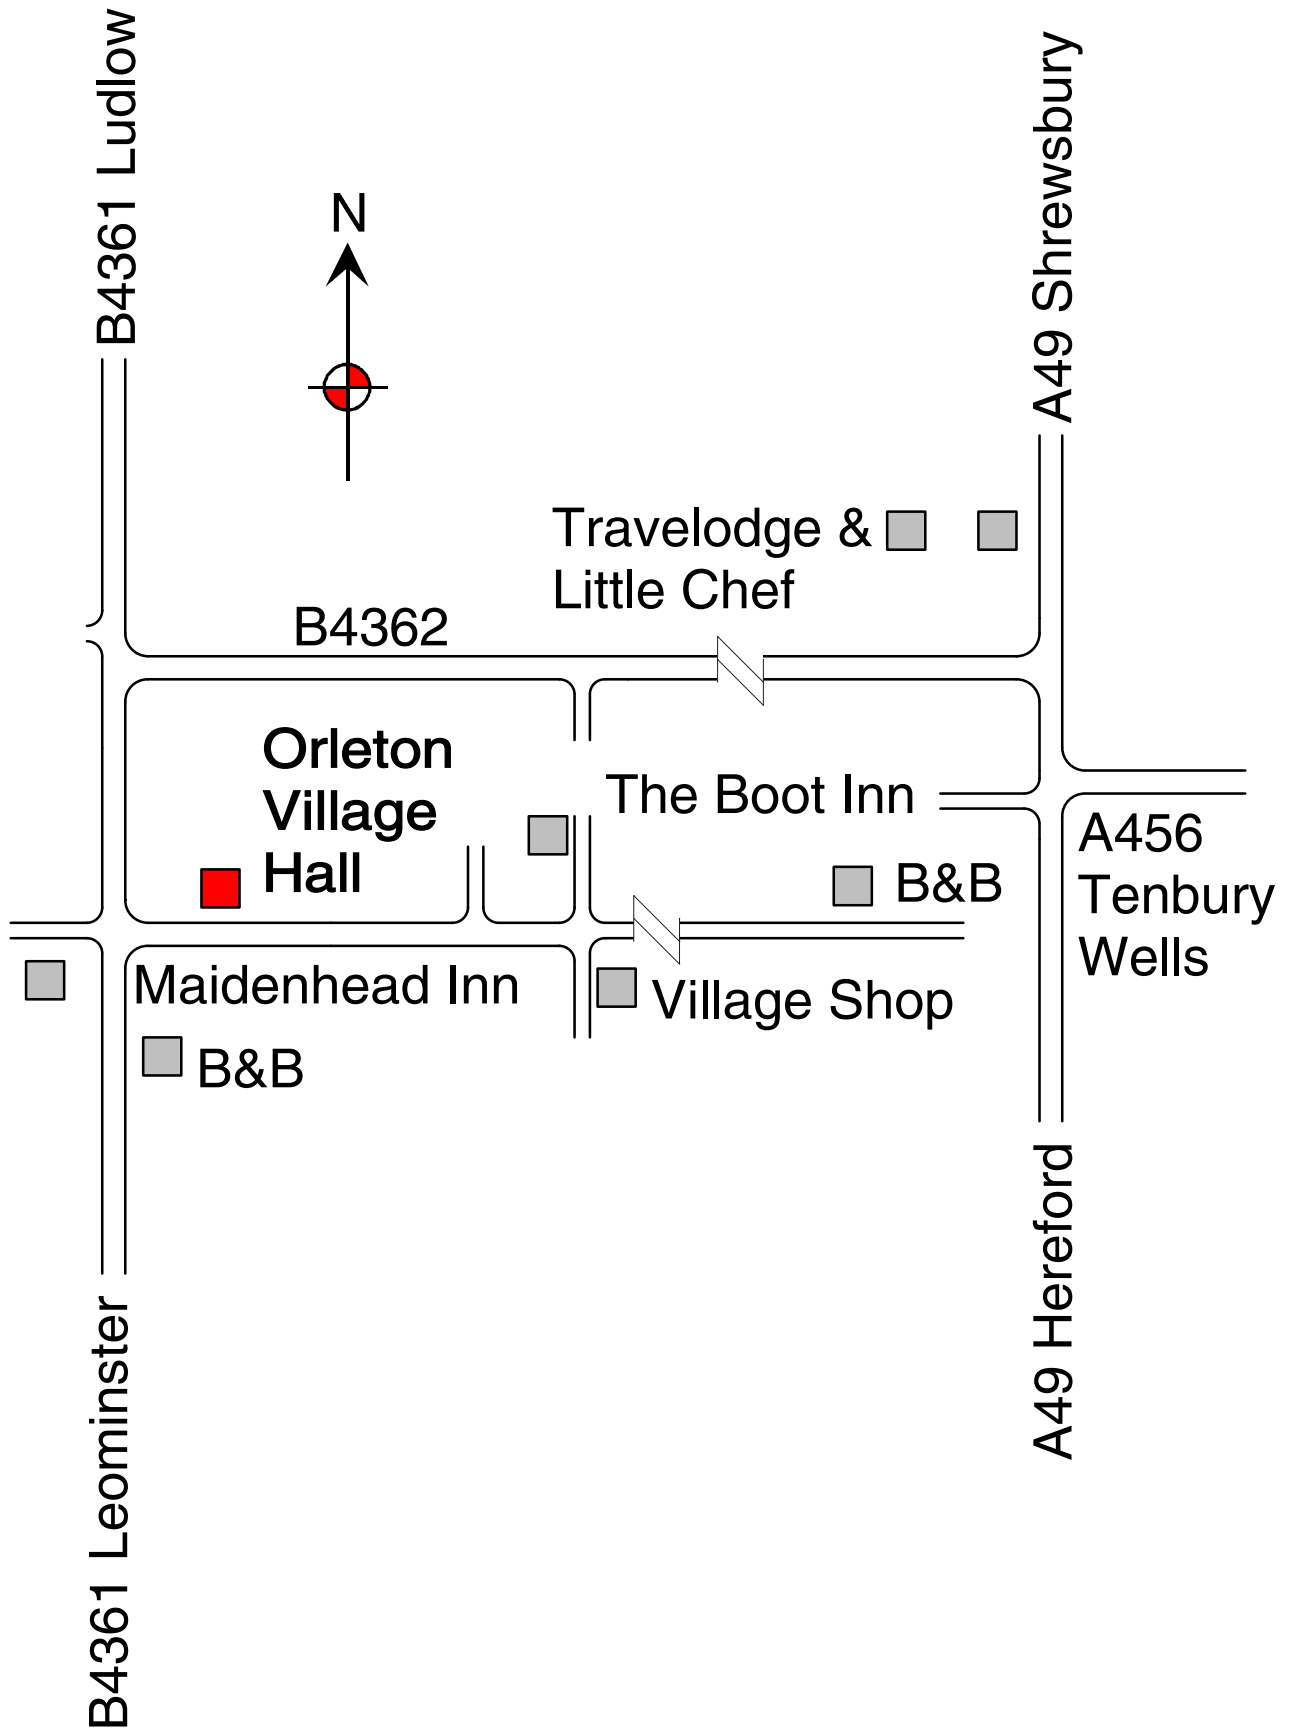 B4361 Ludlow
A49 Shrewsbury
N
Travelodge &
Little Chef
B4362
Orleton
Village
Hall
The Boot Inn
A456
Tenbury
Wells
B&B
Maidenhead Inn
Village Shop
B&B
A49 Hereford
B4361 Leominster